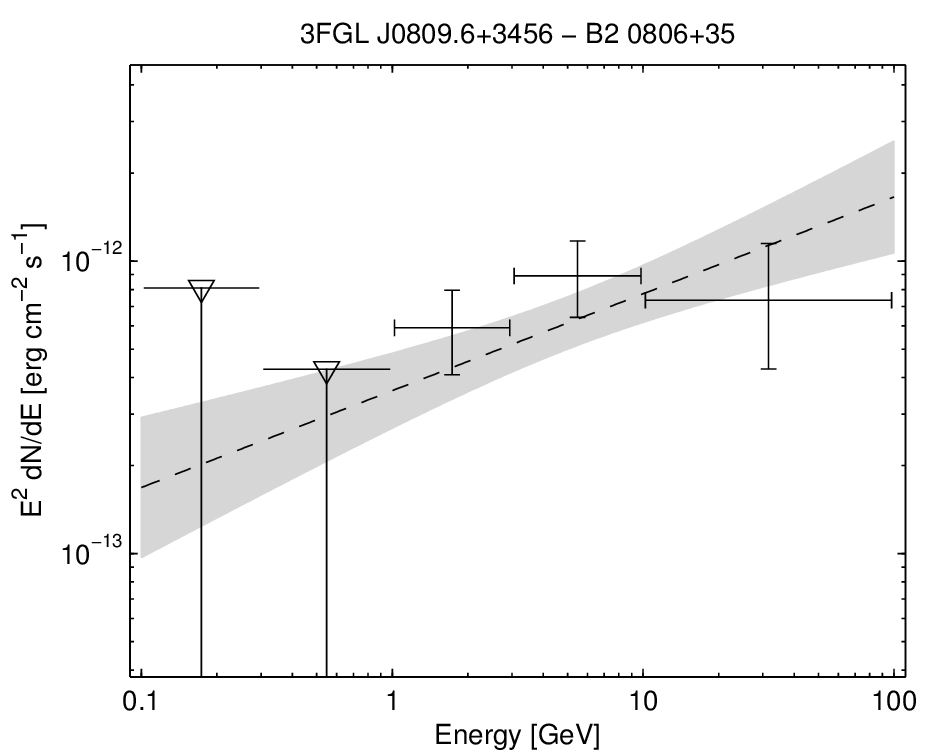 3FGL J0809.6+3456 − B2 0806+35
E² dN/dE [erg cm⁻² s⁻¹]
10⁻¹²
10⁻¹³
0.1 1 10 100
Energy [GeV]